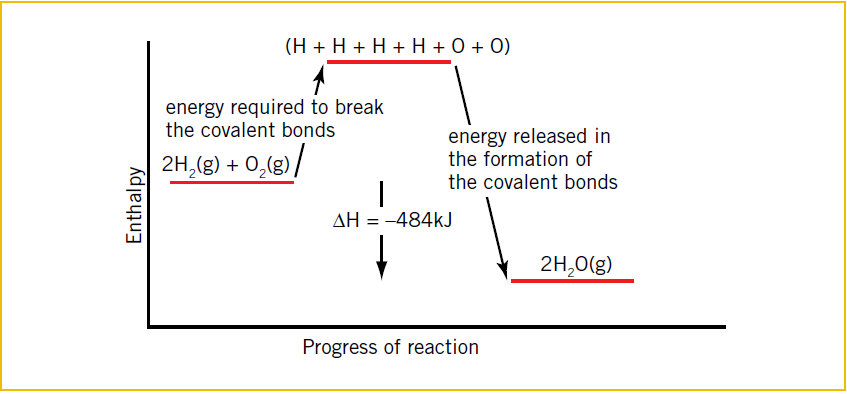 (H + H + H + H + O + O)
energy required to break
the covalent bonds
2H₂(g) + O₂(g)
energy released in
the formation of
the covalent bonds
ΔH = –484kJ
2H₂O(g)
Enthalpy
Progress of reaction